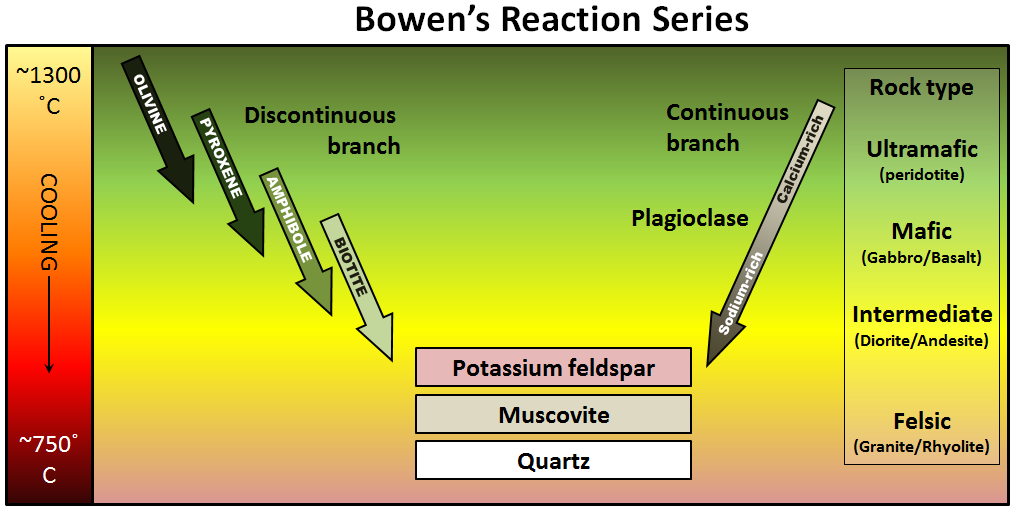 Bowen's Reaction Series
~1300
˚C
COOLING
~750˚
C
OLIVINE
PYROXENE
AMPHIBOLE
BIOTITE
Discontinuous
branch
Continuous
branch
Plagioclase
Calcium-rich
Sodium-rich
Potassium feldspar
Muscovite
Quartz
Rock type
Ultramafic
(peridotite)
Mafic
(Gabbro/Basalt)
Intermediate
(Diorite/Andesite)
Felsic
(Granite/Rhyolite)